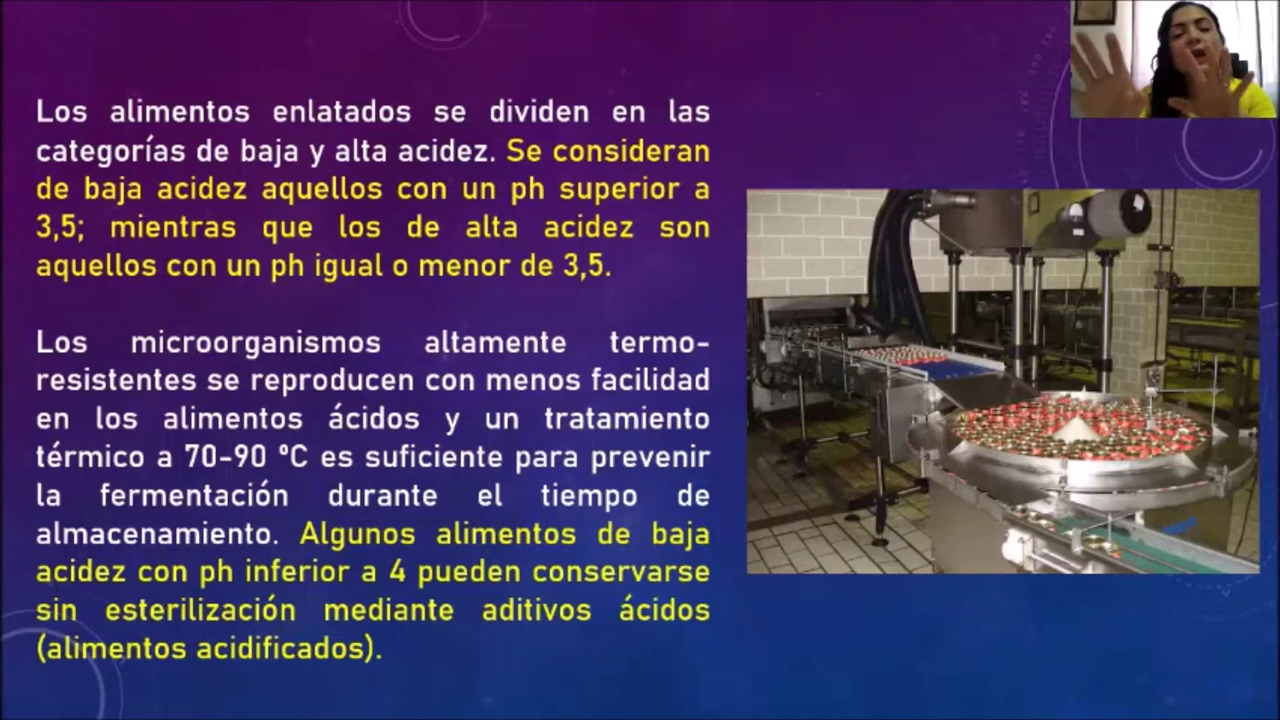 Los alimentos enlatados se dividen en las
categorías de baja y alta acidez. Se consideran
de baja acidez aquellos con un ph superior a
3,5; mientras que los de alta acidez son
aquellos con un ph igual o menor de 3,5.
Los microorganismos altamente termo-
resistentes se reproducen con menos facilidad
en los alimentos ácidos y un tratamiento
térmico a 70-90 ºC es suficiente para prevenir
la fermentación durante el tiempo de
almacenamiento. Algunos alimentos de baja
acidez con ph inferior a 4 pueden conservarse
sin esterilización mediante aditivos ácidos
(alimentos acidificados).